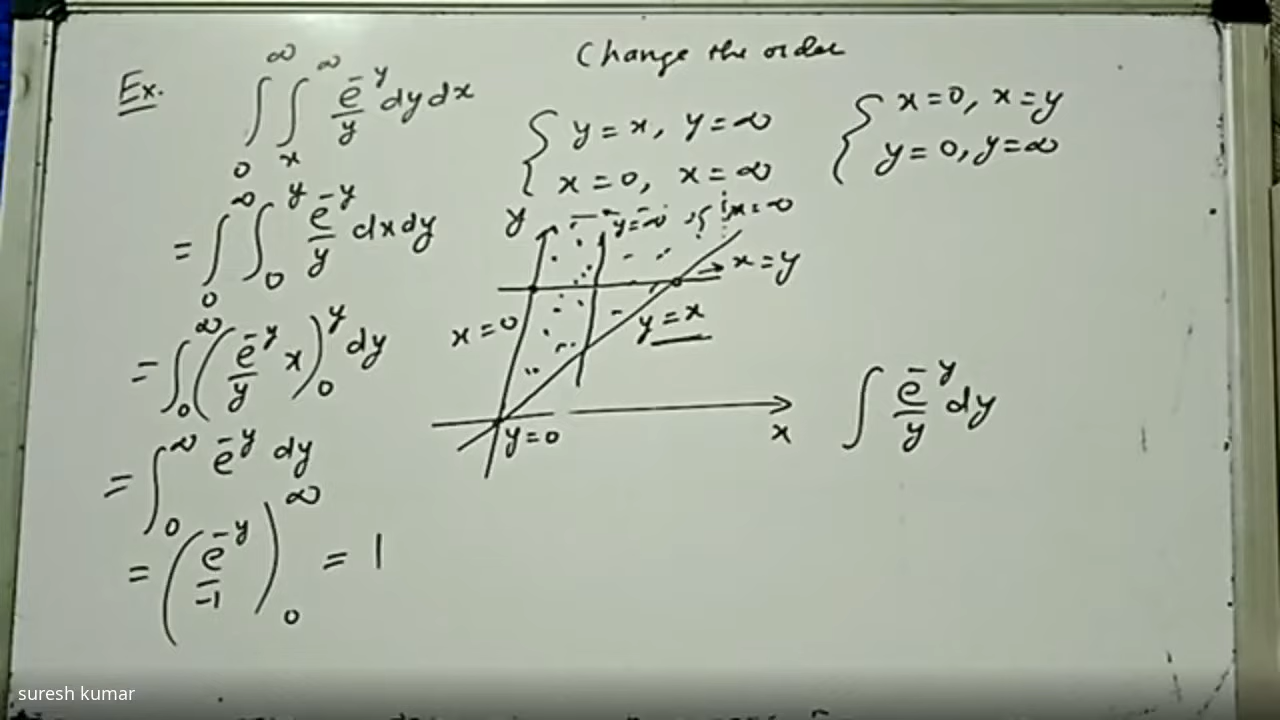 Change the order
Ex. ∫₀^∞ ∫ₓ^∞ e^{-y}/y dy dx
{ y = x, y = ∞
x = 0, x = ∞
{ x = 0, x = y
y = 0, y = ∞
= ∫₀^∞ ∫₀^y e^{-y}/y dx dy
= ∫₀^∞ (e^{-y}/y x)₀^y dy
= ∫₀^∞ e^{-y} dy
= (e^{-y}/-1)₀^∞ = 1
y
y = ∞
x = ∞
x = y
x = 0
y = x
y = 0
x
∫ e^{-y}/y dy
suresh kumar